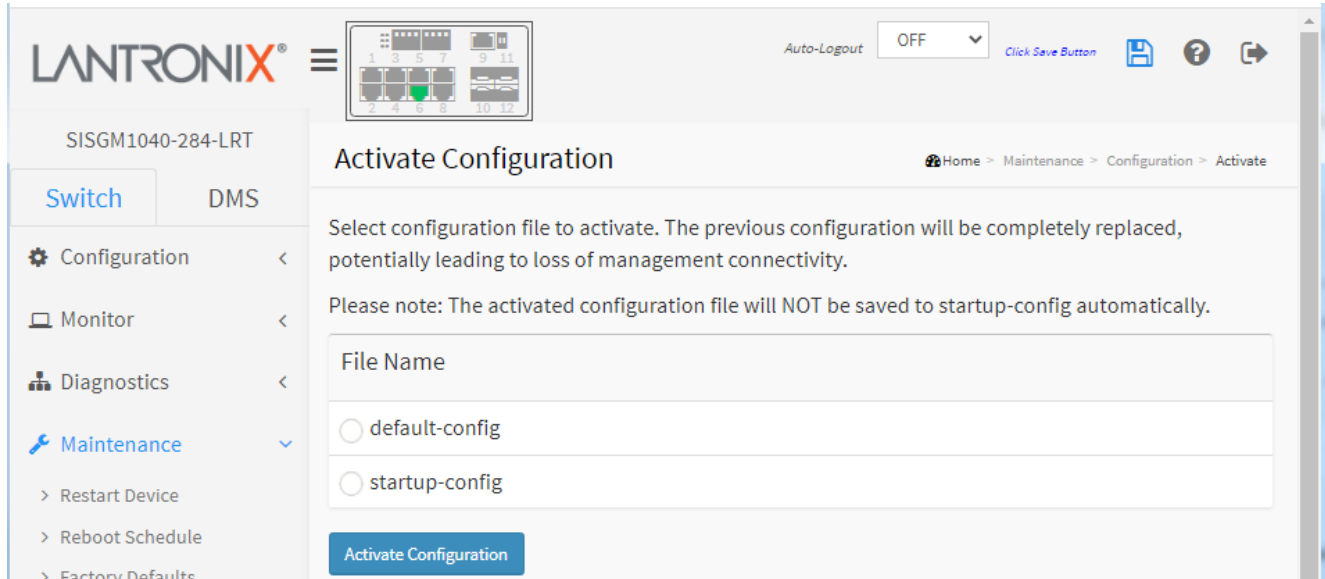 LANTRONIX®
1 3 5 7 9 11
2 4 6 8 10 12
Auto-Logout OFF Click Save Button
SISGM1040-284-LRT
Switch DMS
Configuration
Monitor
Diagnostics
Maintenance
> Restart Device
> Reboot Schedule
> Factory Defaults
Activate Configuration
Home > Maintenance > Configuration > Activate
Select configuration file to activate. The previous configuration will be completely replaced,
potentially leading to loss of management connectivity.
Please note: The activated configuration file will NOT be saved to startup-config automatically.
File Name
default-config
startup-config
Activate Configuration